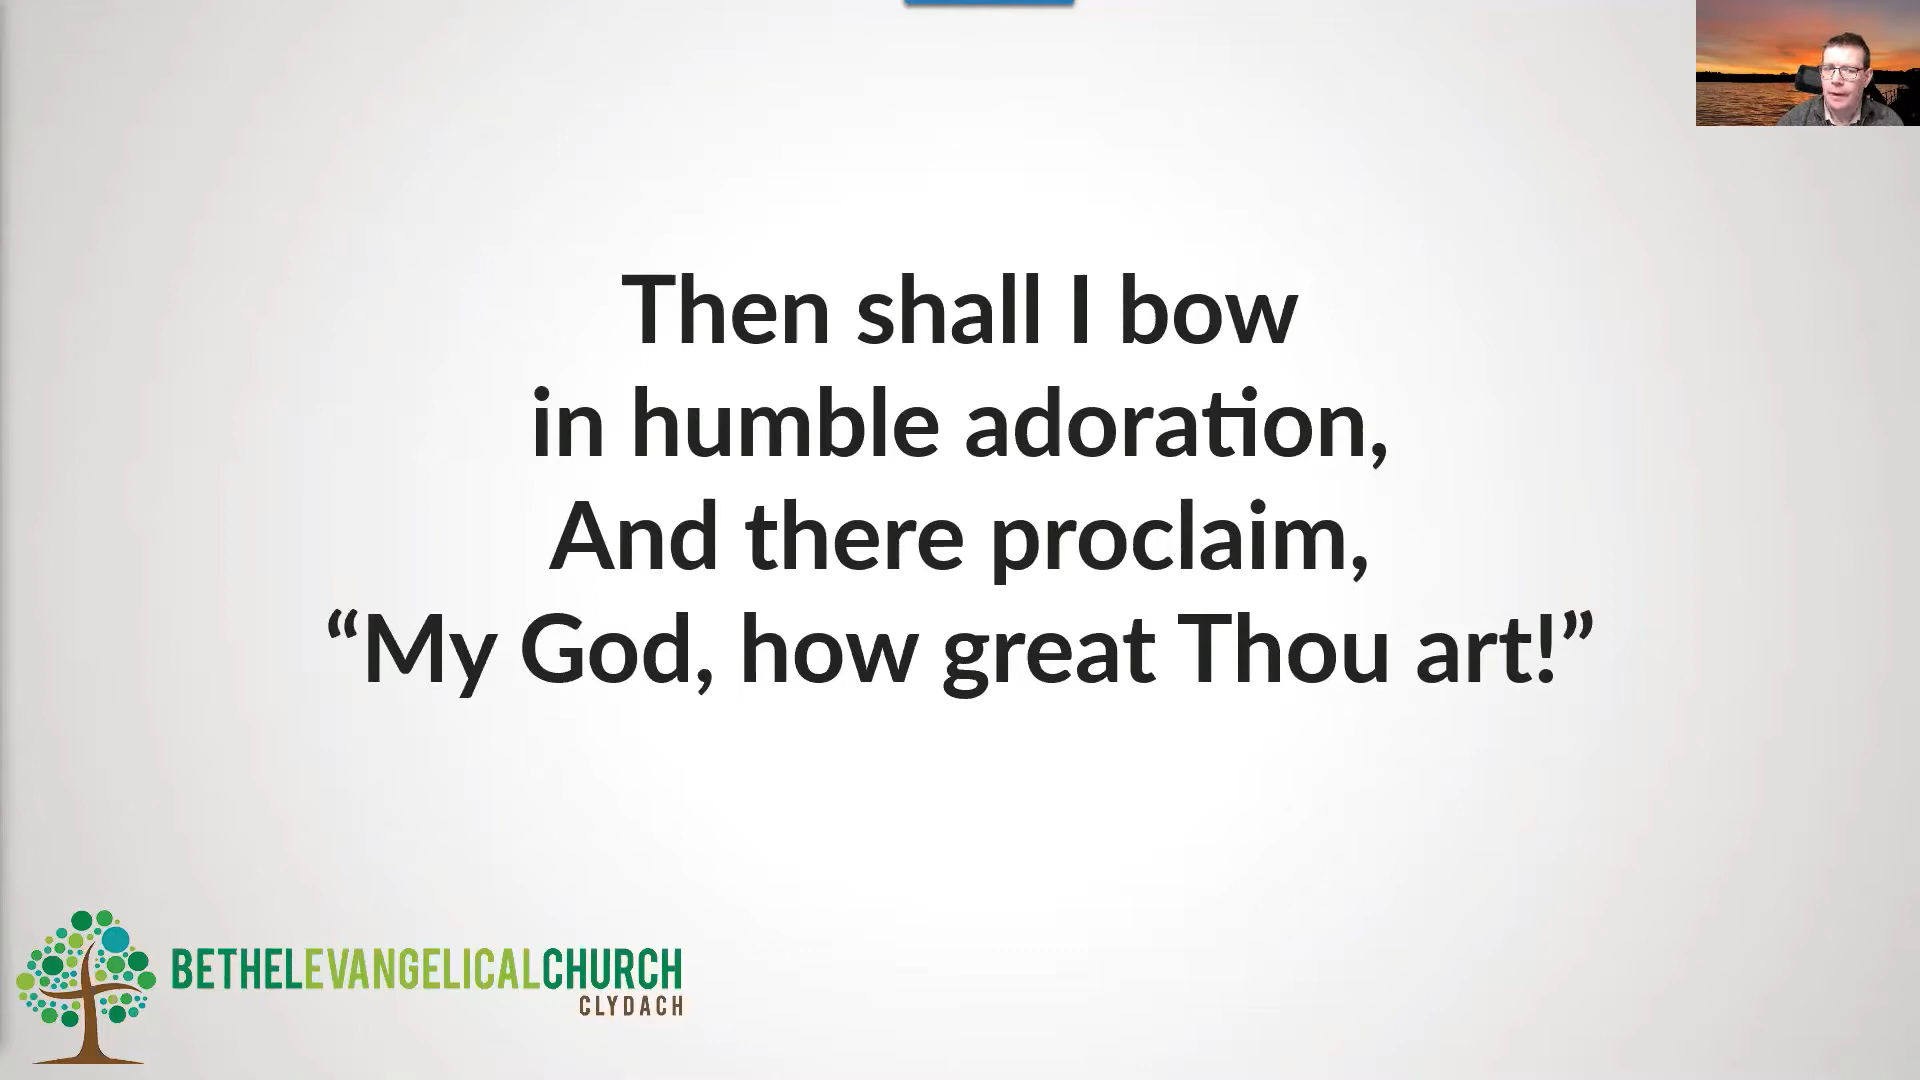 Then shall I bow
in humble adoration,
And there proclaim,
“My God, how great Thou art!”
BETHELEVANGELICALCHURCH
CLYDACH